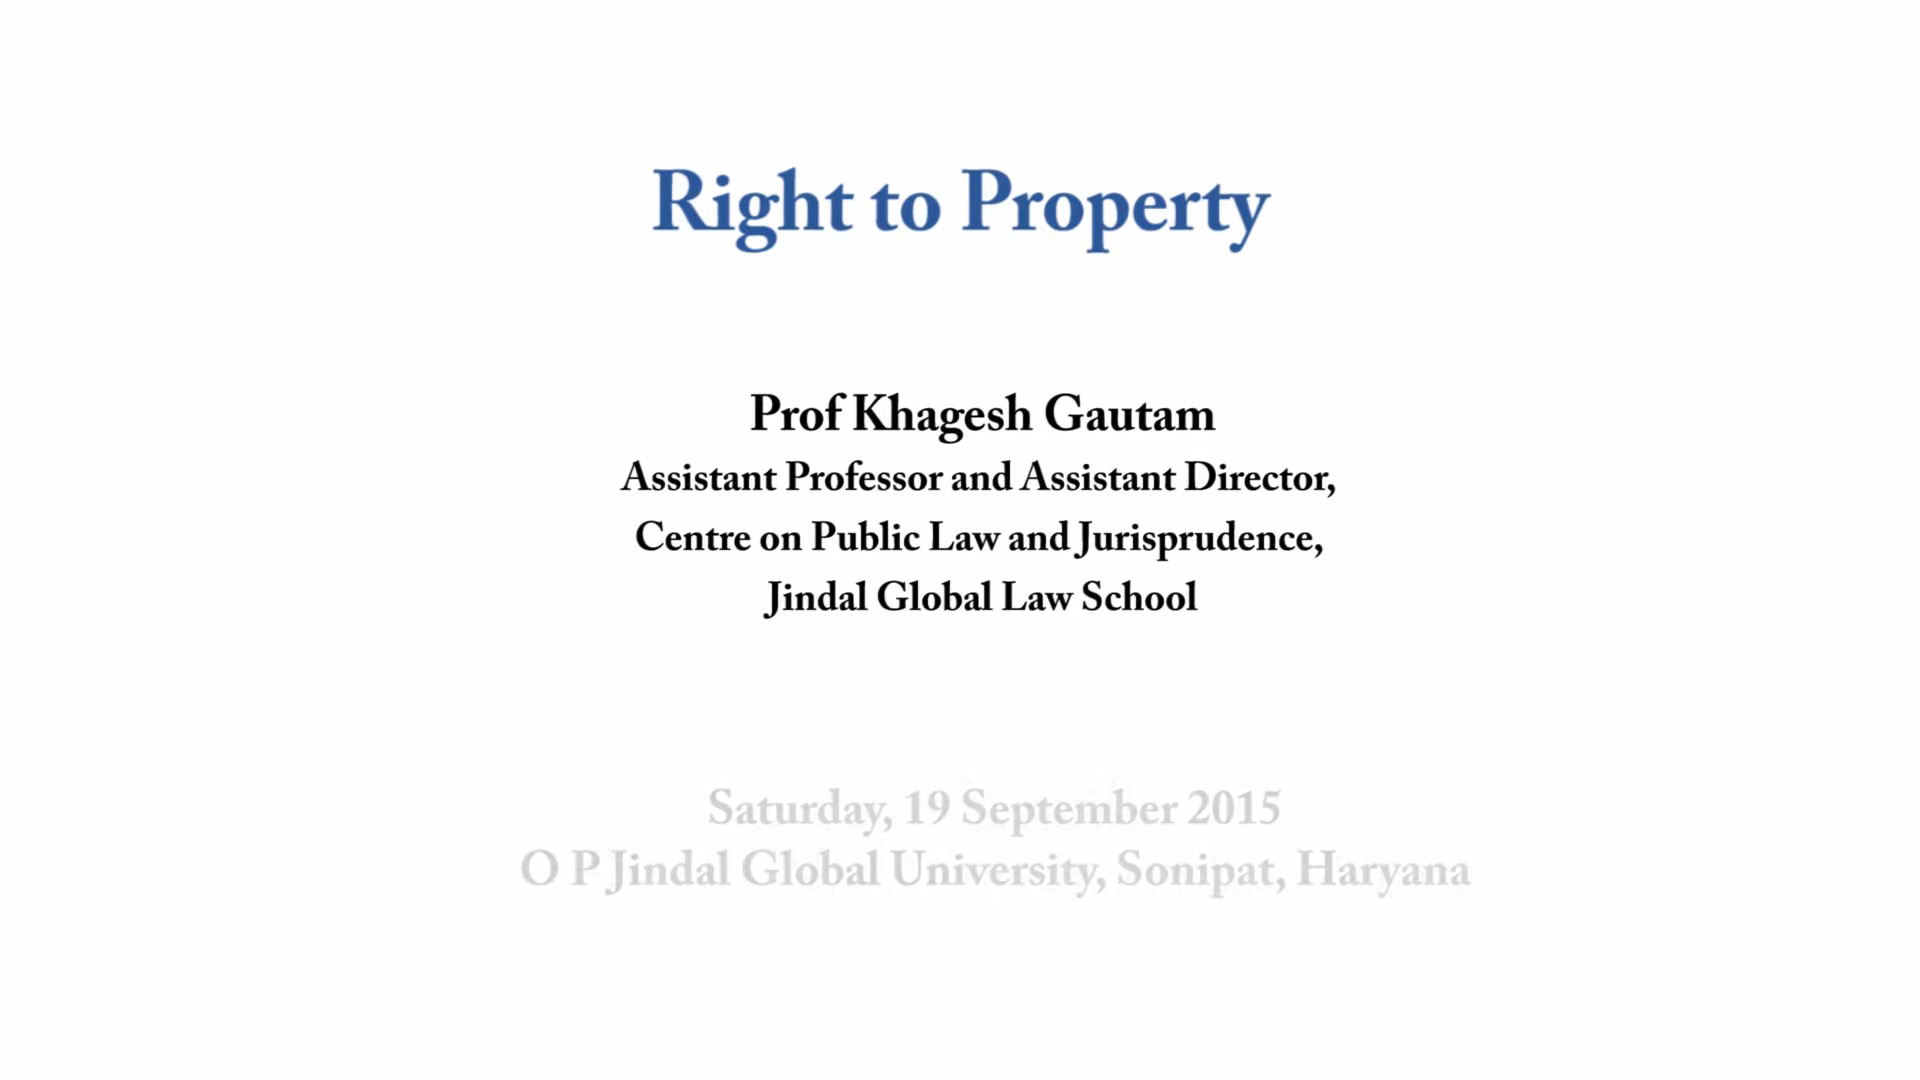 Right to Property
Prof Khagesh Gautam
Assistant Professor and Assistant Director,
Centre on Public Law and Jurisprudence,
Jindal Global Law School
Saturday, 19 September 2015
O P Jindal Global University, Sonipat, Haryana